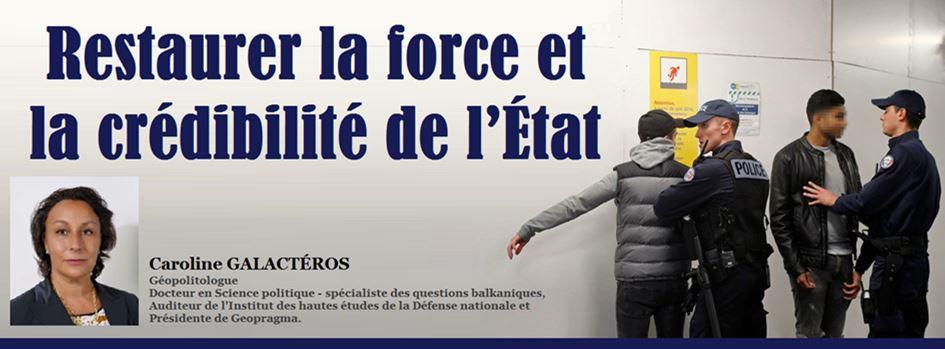 Restaurer la force et
la crédibilité de l'État
Attention,
POLICE
Caroline GALACTÉROS
Géopolitologue
Docteur en Science politique - spécialiste des questions balkaniques,
Auditeur de l'Institut des hautes études de la Défense nationale et
Présidente de Geopragma.